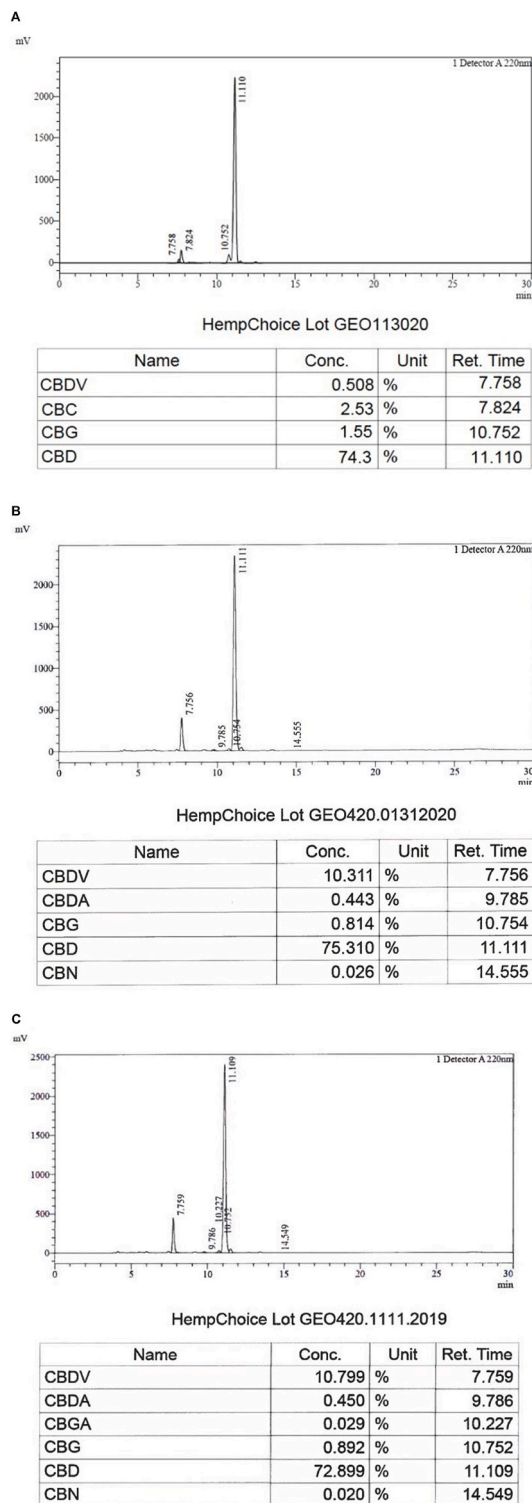 A
mV
1 Detector A 220nm
2000
1500
1000
500
0
7.758
7.824
10.752
11.110
0 5 10 15 20 25 30
min
HempChoice Lot GEO113020
Name Conc. Unit Ret. Time
CBDV 0.508 % 7.758
CBC 2.53 % 7.824
CBG 1.55 % 10.752
CBD 74.3 % 11.110
B
mV
1 Detector A 220nm
2000
1500
1000
500
0
7.756
9.785
10.754
11.111
14.555
0 5 10 15 20 25 30
min
HempChoice Lot GEO420.01312020
Name Conc. Unit Ret. Time
CBDV 10.311 % 7.756
CBDA 0.443 % 9.785
CBG 0.814 % 10.754
CBD 75.310 % 11.111
CBN 0.026 % 14.555
C
mV
2500
1 Detector A 220nm
2000
1500
1000
500
0
7.759
9.786
10.227
10.752
11.109
14.549
0 5 10 15 20 25 30
min
HempChoice Lot GEO420.1111.2019
Name Conc. Unit Ret. Time
CBDV 10.799 % 7.759
CBDA 0.450 % 9.786
CBGA 0.029 % 10.227
CBG 0.892 % 10.752
CBD 72.899 % 11.109
CBN 0.020 % 14.549